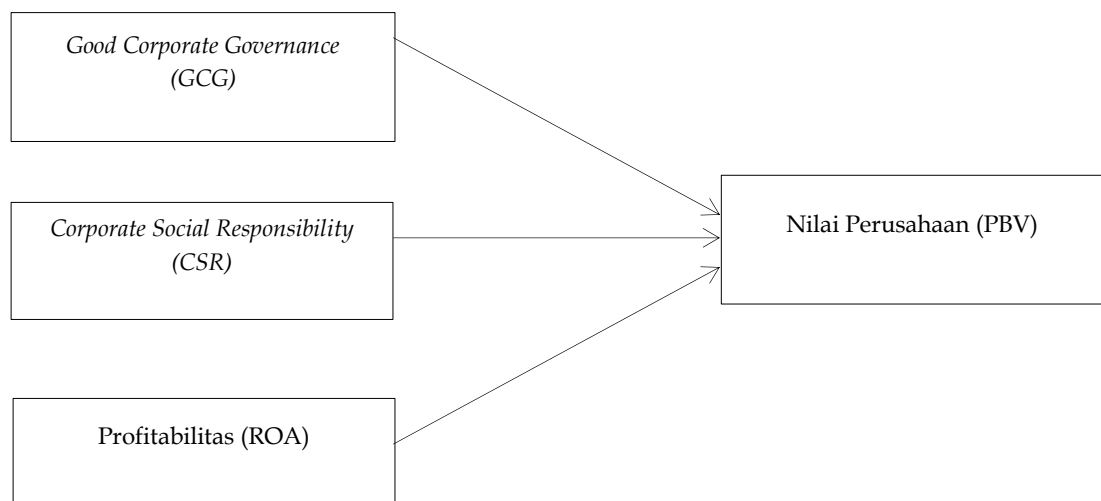 Good Corporate Governance
(GCG)
Corporate Social Responsibility
(CSR)
Profitabilitas (ROA)
Nilai Perusahaan (PBV)